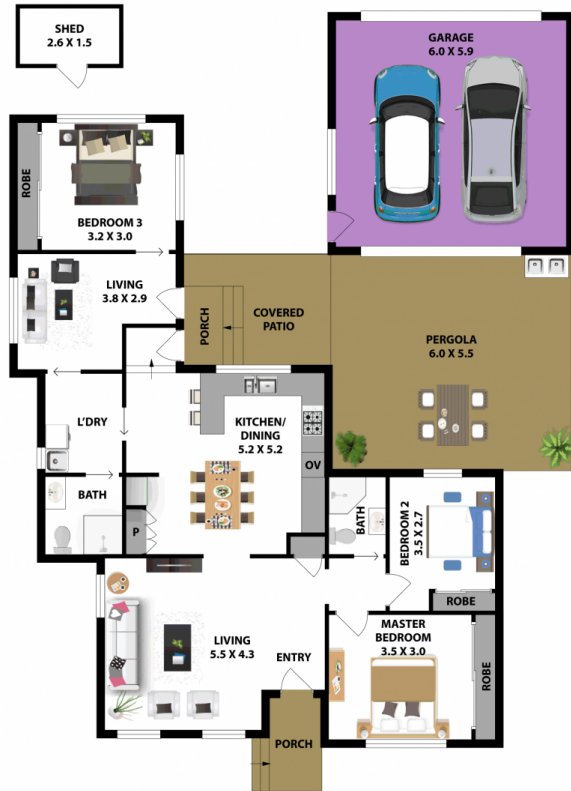 SHED
2.6 X 1.5
GARAGE
6.0 X 5.9
ROBE
BEDROOM 3
3.2 X 3.0
LIVING
3.8 X 2.9
PORCH
COVERED
PATIO
PERGOLA
6.0 X 5.5
L'DRY
KITCHEN/
DINING
5.2 X 5.2
OV
BATH
P
BATH
BEDROOM 2
3.5 X 2.7
ROBE
LIVING
5.5 X 4.3
ENTRY
MASTER
BEDROOM
3.5 X 3.0
ROBE
PORCH